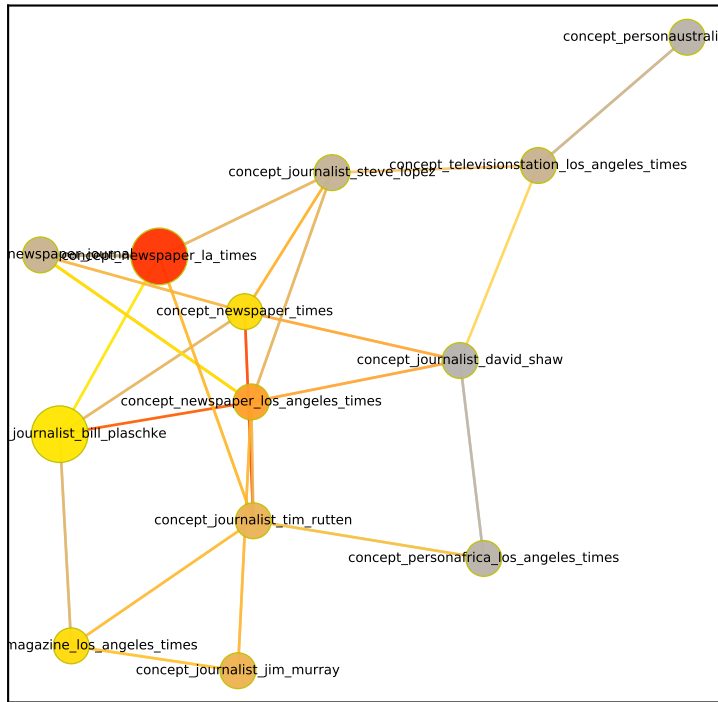 concept_personaustrali
concept_journalist_steve_lopez
concept_televisionstation_los_angeles_times
newspaper_journal
concept_newspaper_la_times
concept_newspaper_times
concept_journalist_david_shaw
concept_newspaper_los_angeles_times
_journalist_bill_plaschke
concept_journalist_tim_rutten
concept_personafrica_los_angeles_times
magazine_los_angeles_times
concept_journalist_jim_murray